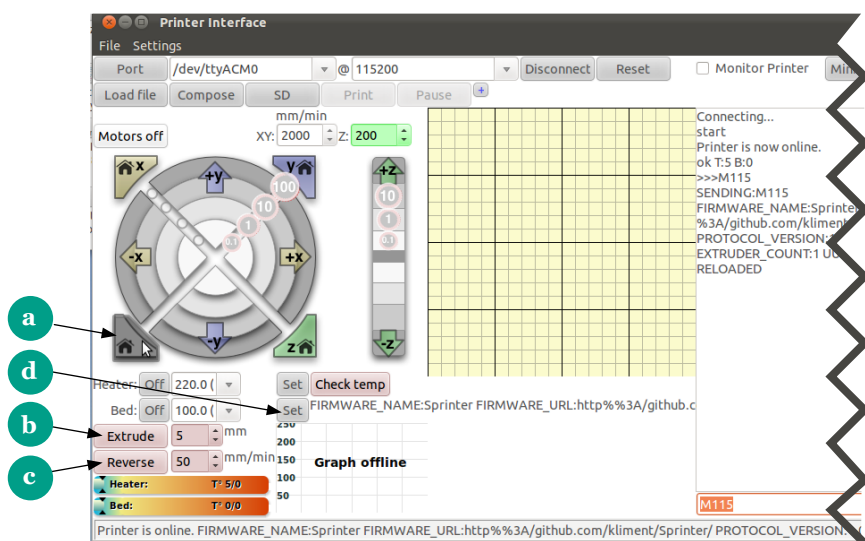 Printer Interface
File Settings
Port /dev/ttyACM0 @ 115200 Disconnect Reset Monitor Printer
Load file Compose SD Print Pause +
mm/min
Motors off XY: 2000 Z: 200
x y +z
+y 100 10
10 1
1 0.1
0.1
-x +x
-y z -z
Connecting...
start
Printer is now online.
ok T:5 B:0
>>>M115
SENDING:M115
FIRMWARE_NAME:Sprinter
%3A/github.com/kliment
PROTOCOL_VERSION:
EXTRUDER_COUNT:1
RELOADED
a
d
b
c
Heater: Off 220.0 ( Set Check temp
Bed: Off 100.0 ( Set FIRMWARE_NAME:Sprinter FIRMWARE_URL:http%%3A/github.c
Extrude 5 mm
Reverse 50 mm/min
250
200
150
100
50
Graph offline
Heater: T° 5/0
Bed: T° 0/0
M115
Printer is online. FIRMWARE_NAME:Sprinter FIRMWARE_URL:http%%3A/github.com/kliment/Sprinter/ PROTOCOL_VERSION: